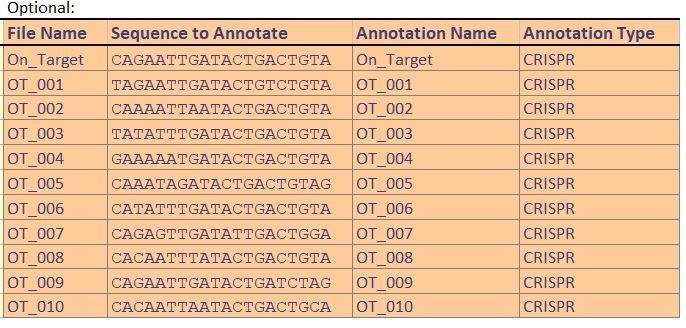 Optional:
File Name Sequence to Annotate Annotation Name Annotation Type
On_Target CAGAATTGATACTGACTGTA On_Target CRISPR
OT_001 TAGAATTGATACTGTCTGTA OT_001 CRISPR
OT_002 CAAAATTAATACTGACTGTA OT_002 CRISPR
OT_003 TATATTTGATACTGACTGTA OT_003 CRISPR
OT_004 GAAAAATGATACTGACTGTA OT_004 CRISPR
OT_005 CAAATAGATACTGACTGTAG OT_005 CRISPR
OT_006 CATATTTGATACTGACTGTA OT_006 CRISPR
OT_007 CAGAGTTGATATTGACTGGA OT_007 CRISPR
OT_008 CACAATTTATACTGACTGTA OT_008 CRISPR
OT_009 CAGAATTGATACTGATCTAG OT_009 CRISPR
OT_010 CACAATTAATACTGACTGCA OT_010 CRISPR